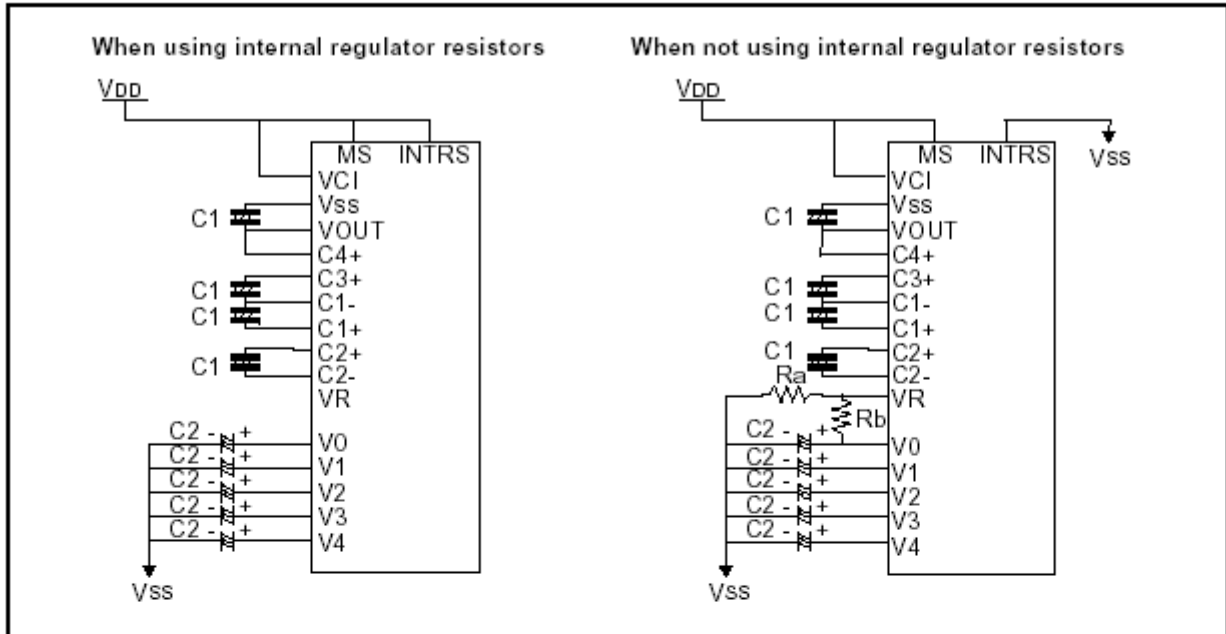 When using internal regulator resistors
VDD
MS INTRS
VCI
C1
Vss
VOUT
C4+
C1
C3+
C1-
C1
C1+
C1
C2+
C2-
VR
C2 - + V0
C2 - + V1
C2 - + V2
C2 - + V3
C2 - + V4
Vss
When not using internal regulator resistors
VDD
MS INTRS
Vss
VCI
C1
Vss
VOUT
C4+
C1
C3+
C1-
C1
C1+
C1
C2+
C2-
Ra
VR
Rb
C2 - + V0
C2 - + V1
C2 - + V2
C2 - + V3
C2 - + V4
Vss